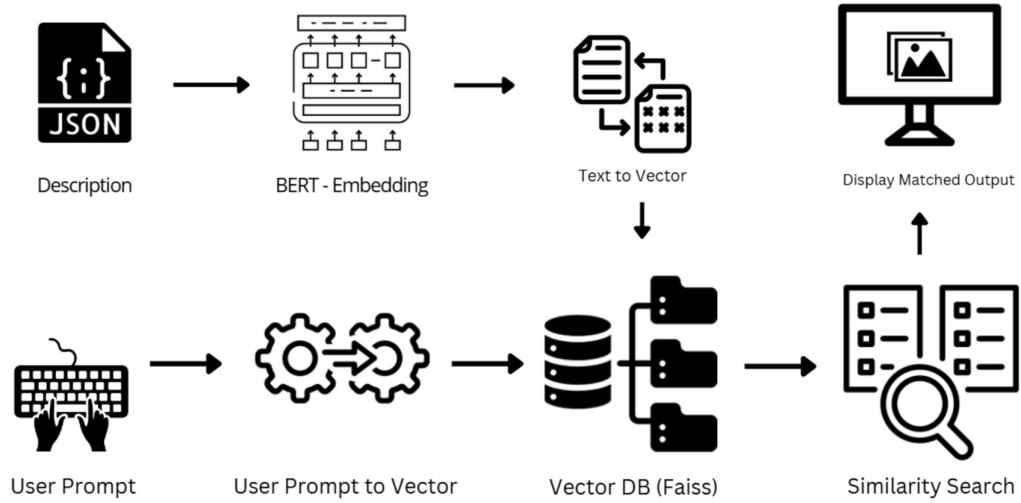 {;}
JSON
Description
BERT - Embedding
Text to Vector
Display Matched Output
User Prompt
User Prompt to Vector
Vector DB (Faiss)
Similarity Search